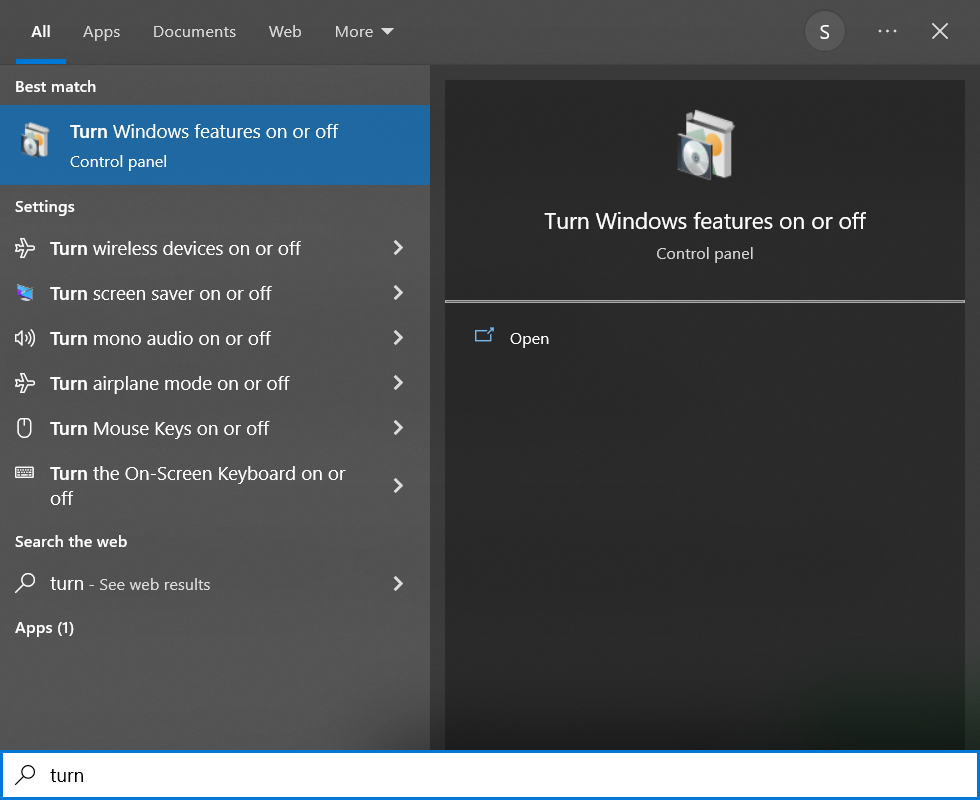 All Apps Documents Web More S ...
Best match
Turn Windows features on or off
Control panel
Settings
Turn wireless devices on or off
Turn screen saver on or off
Turn mono audio on or off
Turn airplane mode on or off
Turn Mouse Keys on or off
Turn the On-Screen Keyboard on or
off
Search the web
turn - See web results
Apps (1)
Turn Windows features on or off
Control panel
Open
turn